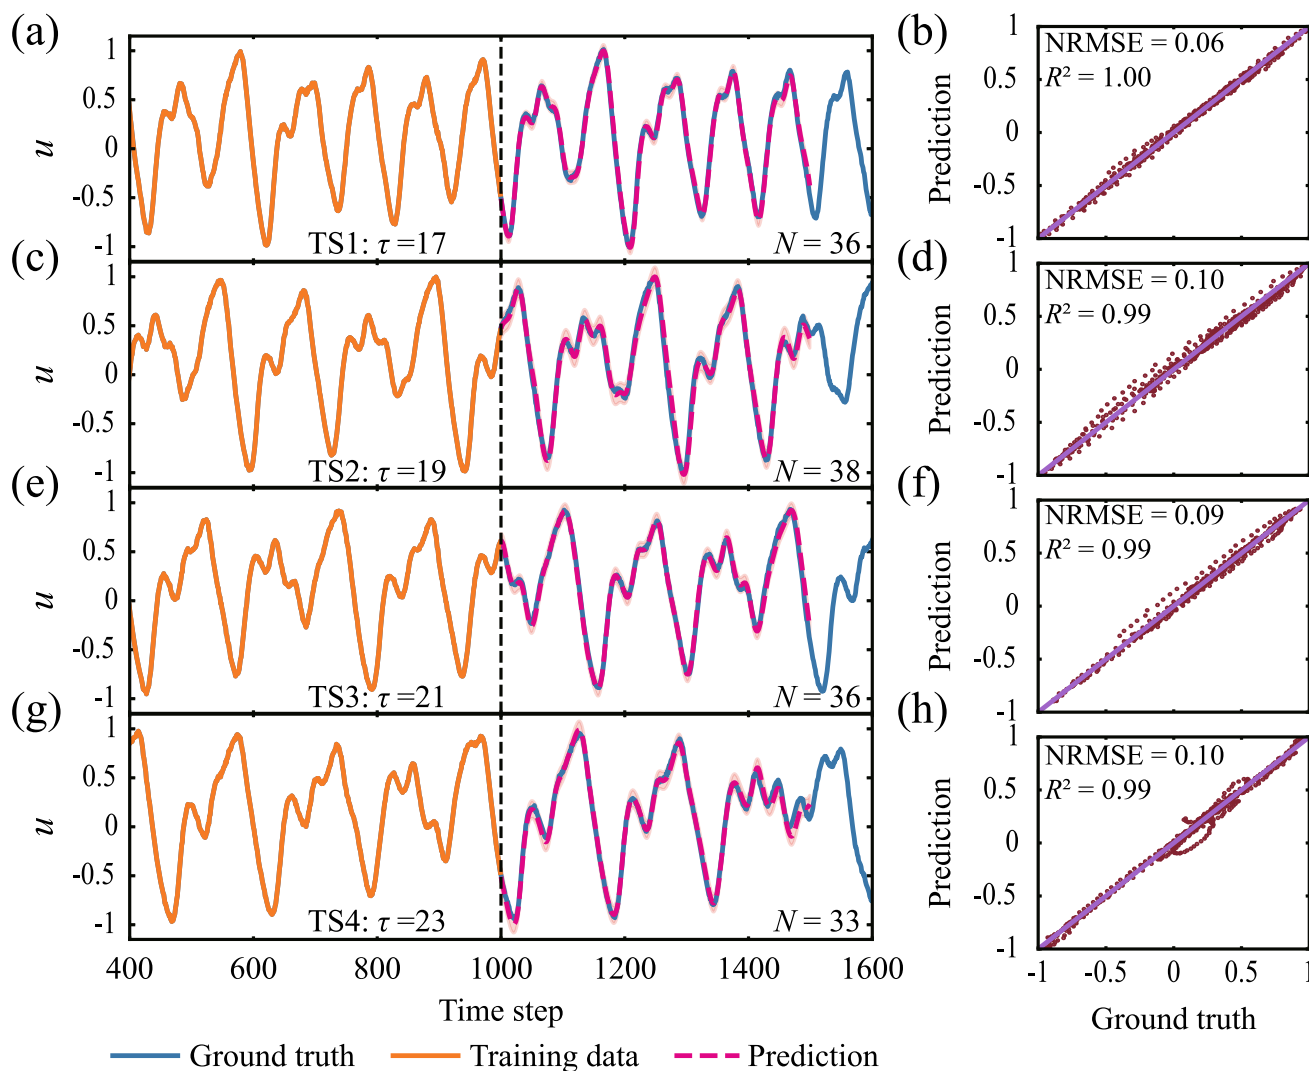 (a)
1
0.5
0
-0.5
-1
u
TS1: τ =17
N = 36
(b)
1
0.5
0
-0.5
-1
Prediction
NRMSE = 0.06
R² = 1.00
(c)
1
0.5
0
-0.5
-1
u
TS2: τ =19
N = 38
(d)
1
0.5
0
-0.5
-1
Prediction
NRMSE = 0.10
R² = 0.99
(e)
1
0.5
0
-0.5
-1
u
TS3: τ =21
N = 36
(f)
1
0.5
0
-0.5
-1
Prediction
NRMSE = 0.09
R² = 0.99
(g)
1
0.5
0
-0.5
-1
u
TS4: τ =23
N = 33
400 600 800 1000 1200 1400 1600
Time step
(h)
1
0.5
0
-0.5
-1
Prediction
NRMSE = 0.10
R² = 0.99
-1 -0.5 0 0.5 1
Ground truth
Ground truth Training data Prediction